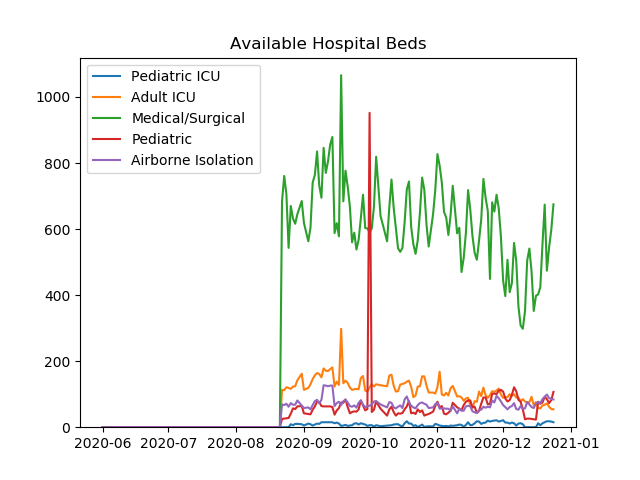 Available Hospital Beds
Pediatric ICU
Adult ICU
Medical/Surgical
Pediatric
Airborne Isolation
1000
800
600
400
200
0
2020-06 2020-07 2020-08 2020-09 2020-10 2020-11 2020-12 2021-01